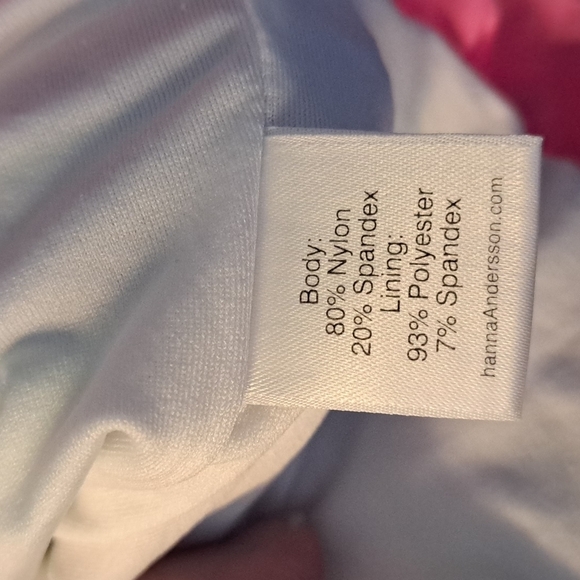 Body:
80% Nylon
20% Spandex
Lining:
93% Polyester
7% Spandex
hannaAndersson.com